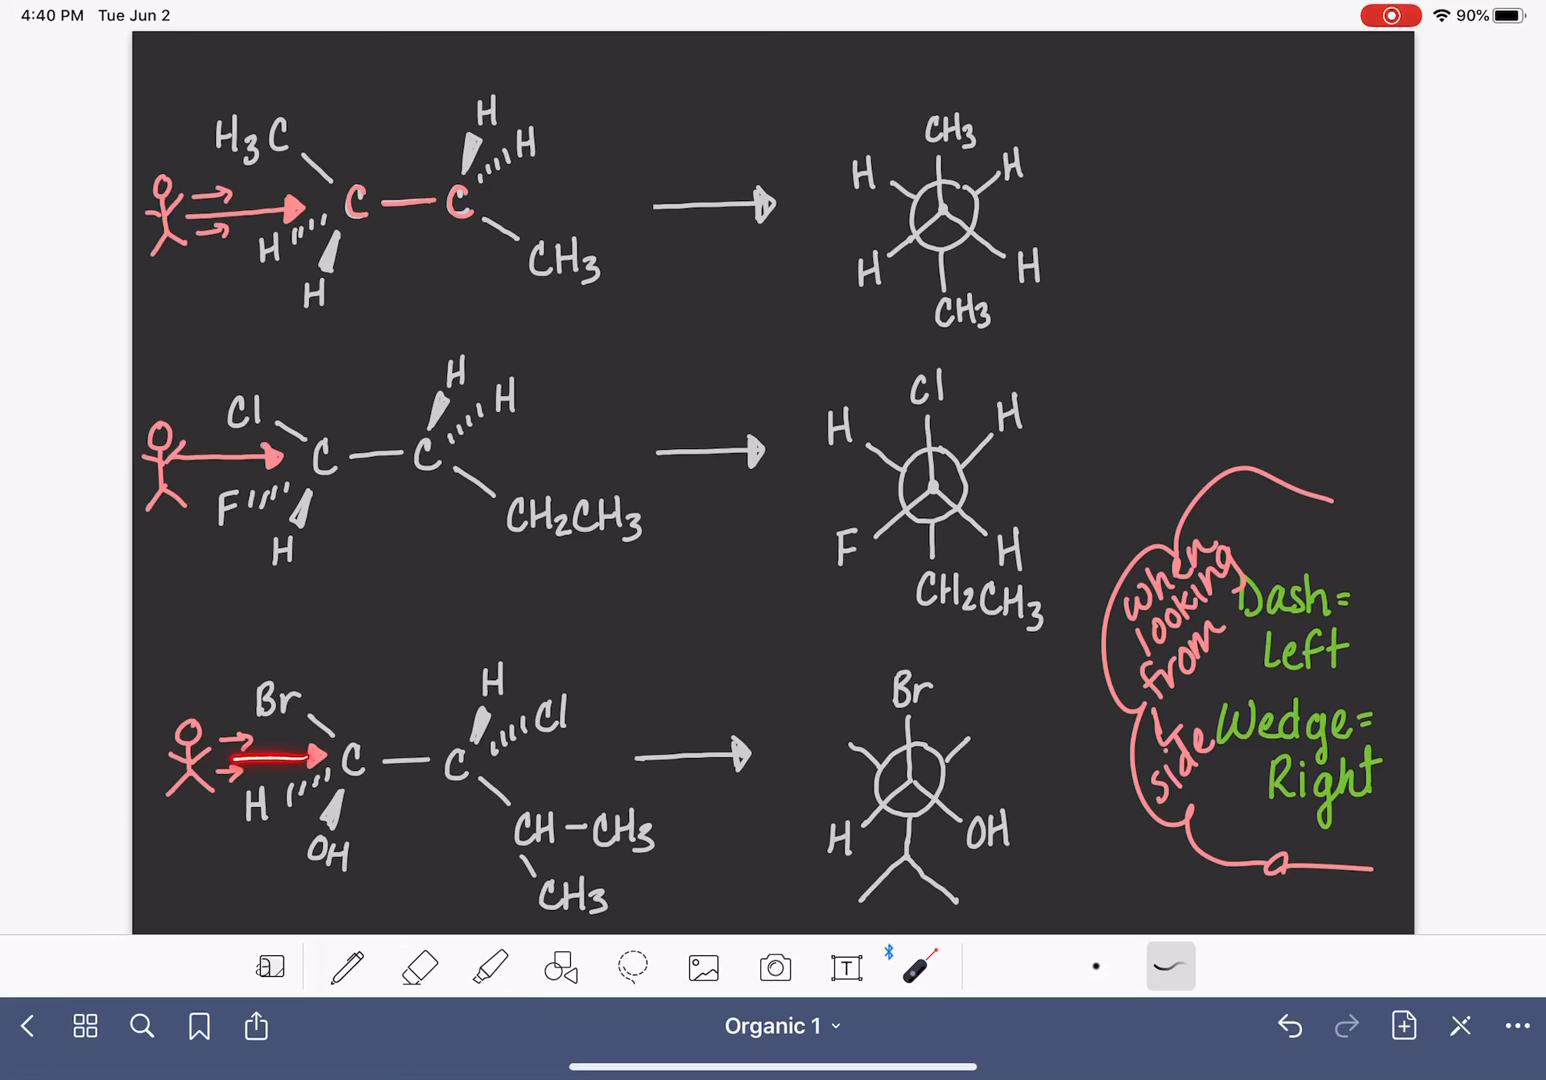 4:40 PM Tue Jun 2
90%
H
H3C
H
C C
H
H
CH3
CH3
H H
H H
CH3
H
Cl H
C C
F
H
CH2CH3
Cl
H H
F H
CH2CH3
H
Br Cl
C C
H
OH
CH-CH3
CH3
Br
H OH
when
looking
from
L
side
Dash=
Left
Wedge=
Right
T
Organic 1